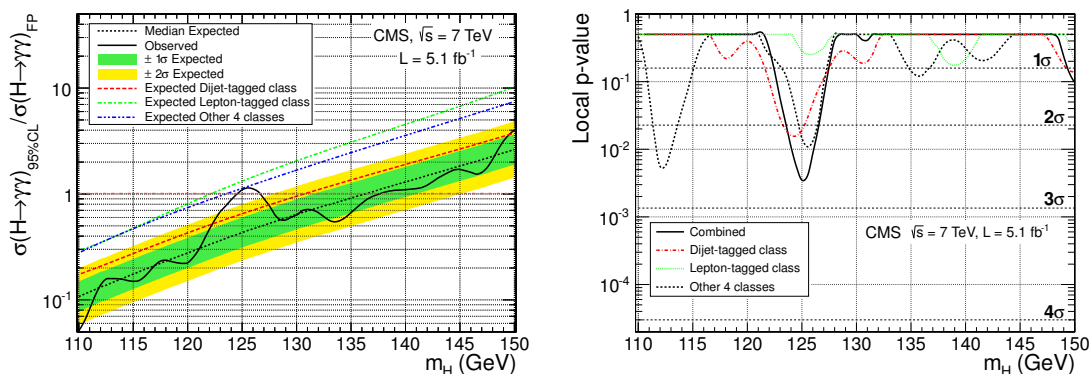 σ(H→γγ)95%CL/σ(H→γγ)FP
Median Expected
Observed
± 1σ Expected
± 2σ Expected
Expected Dijet-tagged class
Expected Lepton-tagged class
Expected Other 4 classes
CMS, √s = 7 TeV
L = 5.1 fb⁻¹
10
1
10⁻¹
110 115 120 125 130 135 140 145 150
mH (GeV)
Local p-value
1
10⁻¹
10⁻²
10⁻³
10⁻⁴
1σ
2σ
3σ
4σ
Combined
Dijet-tagged class
Lepton-tagged class
Other 4 classes
CMS √s = 7 TeV, L = 5.1 fb⁻¹
110 115 120 125 130 135 140 145 150
mH (GeV)